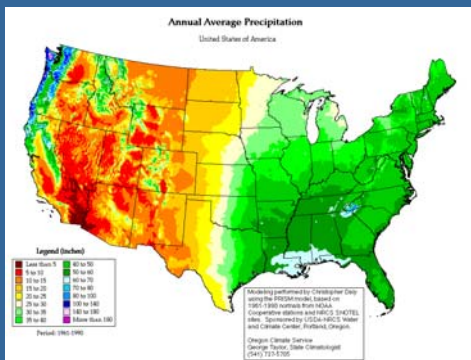 Annual Average Precipitation
United States of America
Legend (inches)
Less than 5
5 to 10
10 to 15
15 to 20
20 to 25
25 to 30
30 to 35
35 to 40
40 to 50
50 to 60
60 to 70
70 to 80
80 to 100
100 to 140
140 to 180
More than 180
Period: 1961-1990
Modeling performed by Christopher Daly
using the PRISM model, based on
1961-1990 normals from NOAA
Cooperative stations and NRCS SNOTEL
sites. Sponsored by USDA-NRCS Water
and Climate Center, Portland, Oregon.
Oregon Climate Service
George Taylor, State Climatologist
(541) 737-5705